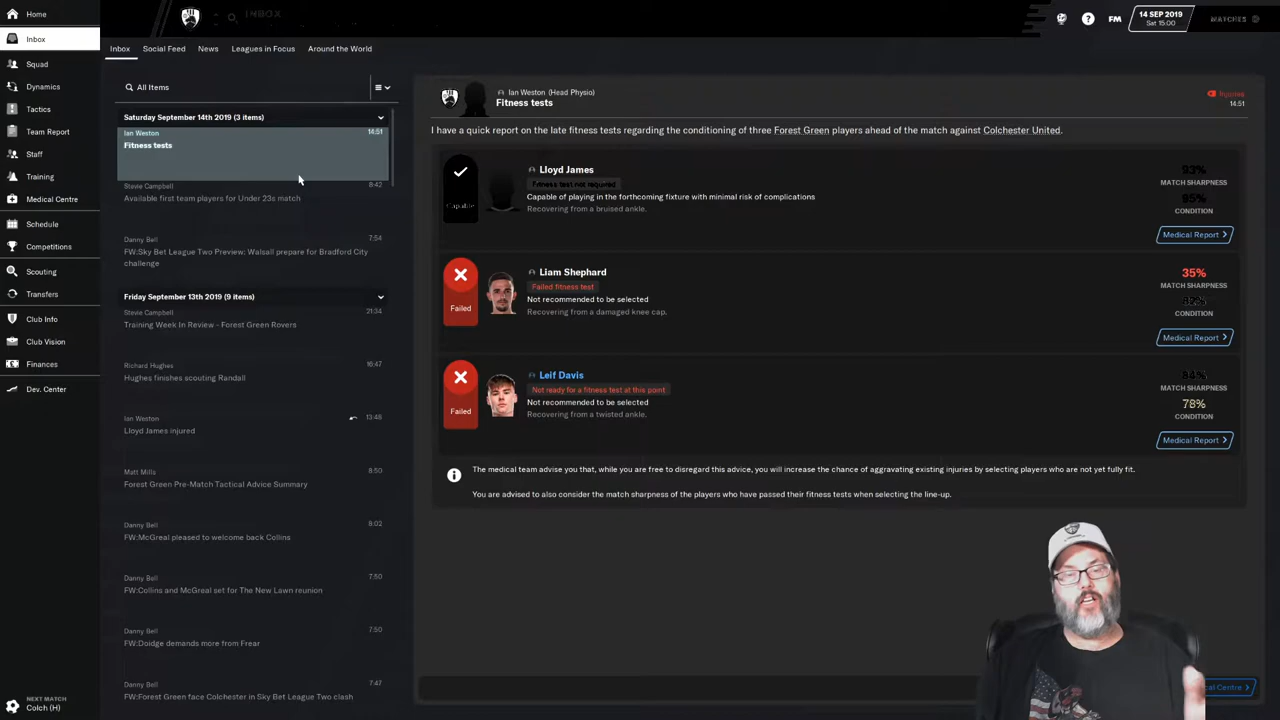 Home
Inbox
Squad
Dynamics
Tactics
Team Report
Staff
Training
Medical Centre
Schedule
Competitions
Scouting
Transfers
Club Info
Club Vision
Finances
Dev. Center
NEXT MATCH
Colch (H)
INBOX
FM
14 SEP 2019
Sat 15:00
MATCHES
Inbox
Social Feed
News
Leagues in Focus
Around the World
All Items
Saturday September 14th 2019 (3 items)
Ian Weston 14:51
Fitness tests
Stevie Campbell 8:42
Available first team players for Under 23s match
Danny Bell 7:54
FW:Sky Bet League Two Preview: Walsall prepare for Bradford City
challenge
Friday September 13th 2019 (9 items)
Stevie Campbell 21:34
Training Week In Review - Forest Green Rovers
Richard Hughes 16:47
Hughes finishes scouting Randall
Ian Weston 13:48
Lloyd James injured
Matt Mills 8:50
Forest Green Pre-Match Tactical Advice Summary
Danny Bell 8:02
FW:McGreal pleased to welcome back Collins
Danny Bell 7:50
FW:Collins and McGreal set for The New Lawn reunion
Danny Bell 7:50
FW:Doidge demands more from Frear
Danny Bell 7:47
FW:Forest Green face Colchester in Sky Bet League Two clash
Ian Weston (Head Physio)
Fitness tests
Injuries
14:51
I have a quick report on the late fitness tests regarding the conditioning of three Forest Green players ahead of the match against Colchester United.
Capable
Lloyd James
Fitness test not required
Capable of playing in the forthcoming fixture with minimal risk of complications
Recovering from a bruised ankle.
93%
MATCH SHARPNESS
95%
CONDITION
Medical Report
Failed
Liam Shephard
Failed fitness test
Not recommended to be selected
Recovering from a damaged knee cap.
35%
MATCH SHARPNESS
CONDITION
Medical Report
Failed
Leif Davis
Not ready for a fitness test at this point
Not recommended to be selected
Recovering from a twisted ankle.
84%
MATCH SHARPNESS
78%
CONDITION
Medical Report
The medical team advise you that, while you are free to disregard this advice, you will increase the chance of aggravating existing injuries by selecting players who are not yet fully fit.
You are advised to also consider the match sharpness of the players who have passed their fitness tests when selecting the line-up.
Centre